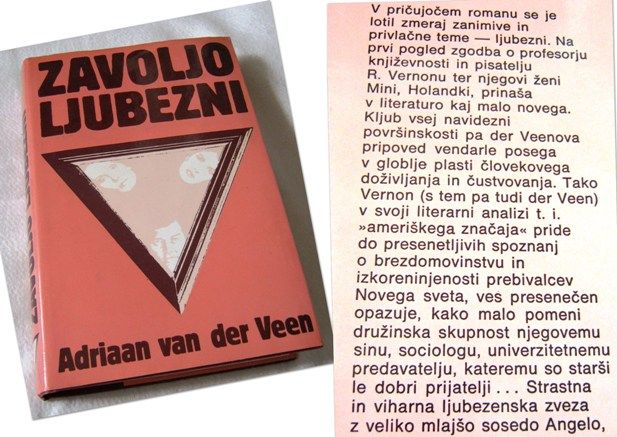 ZAVOLJO
LJUBEZNI
Adriaan van der Veen
V pričujočem romanu se je
lotil zmeraj zanimive in
privlačne teme — ljubezni. Na
prvi pogled zgodba o profesorju
književnosti in pisatelju
R. Vernonu ter njegovi ženi
Mini, Holandki, prinaša
v literaturo kaj malo novega.
Kljub vsej navidezni
površinskosti pa der Veenova
pripoved vendarle posega
v globlje plasti človekovega
doživljanja in čustvovanja. Tako
Vernon (s tem pa tudi der Veen)
v svoji literarni analizi t. i.
»ameriškega značaja« pride
do presenetljivih spoznanj
o brezdomovinstvu in
izkoreninjenosti prebivalcev
Novega sveta, ves presenečen
opazuje, kako malo pomeni
družinska skupnost njegovemu
sinu, sociologu, univerzitetnemu
predavatelju, kateremu so starši
le dobri prijatelji ... Strastna
in viharna ljubezenska zveza
z veliko mlajšo sosedo Angelo,